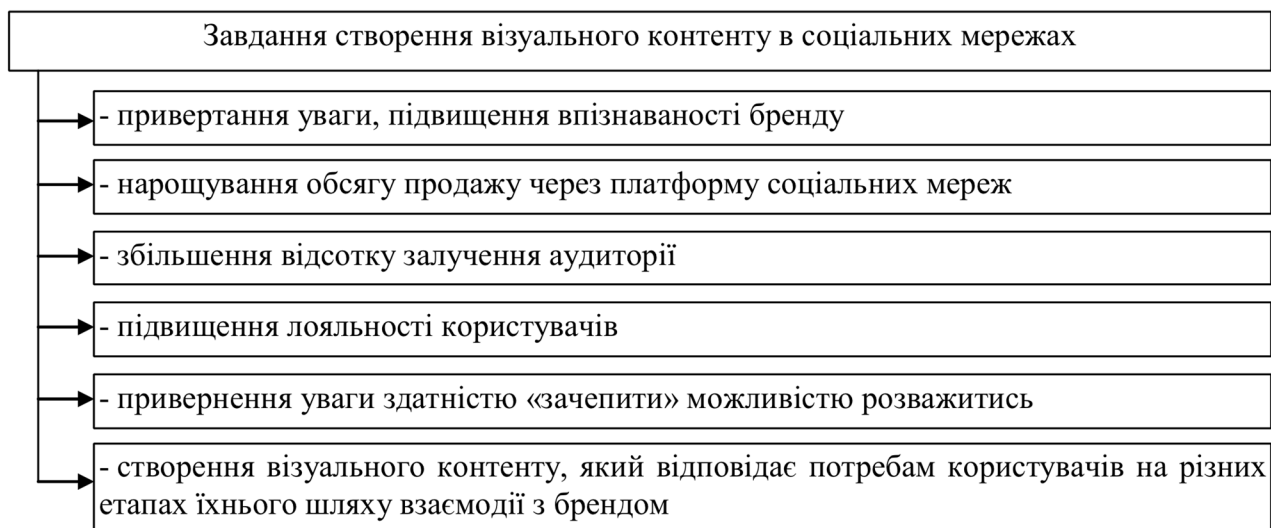 Завдання створення візуального контенту в соціальних мережах
- привертання уваги, підвищення впізнаваності бренду
- нарощування обсягу продажу через платформу соціальних мереж
- збільшення відсотку залучення аудиторії
- підвищення лояльності користувачів
- привернення уваги здатністю «зачепити» можливістю розважитись
- створення візуального контенту, який відповідає потребам користувачів на різних
етапах їхнього шляху взаємодії з брендом